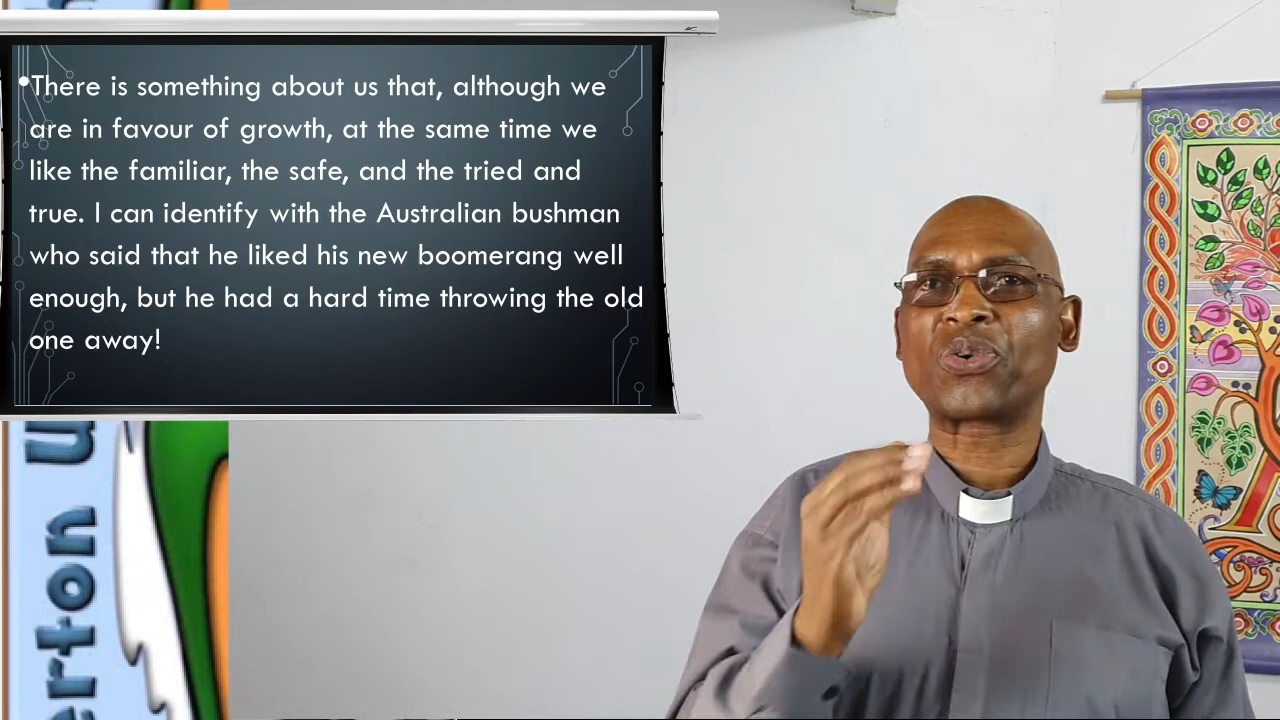 •There is something about us that, although we
are in favour of growth, at the same time we
like the familiar, the safe, and the tried and
true. I can identify with the Australian bushman
who said that he liked his new boomerang well
enough, but he had a hard time throwing the old
one away!
erton